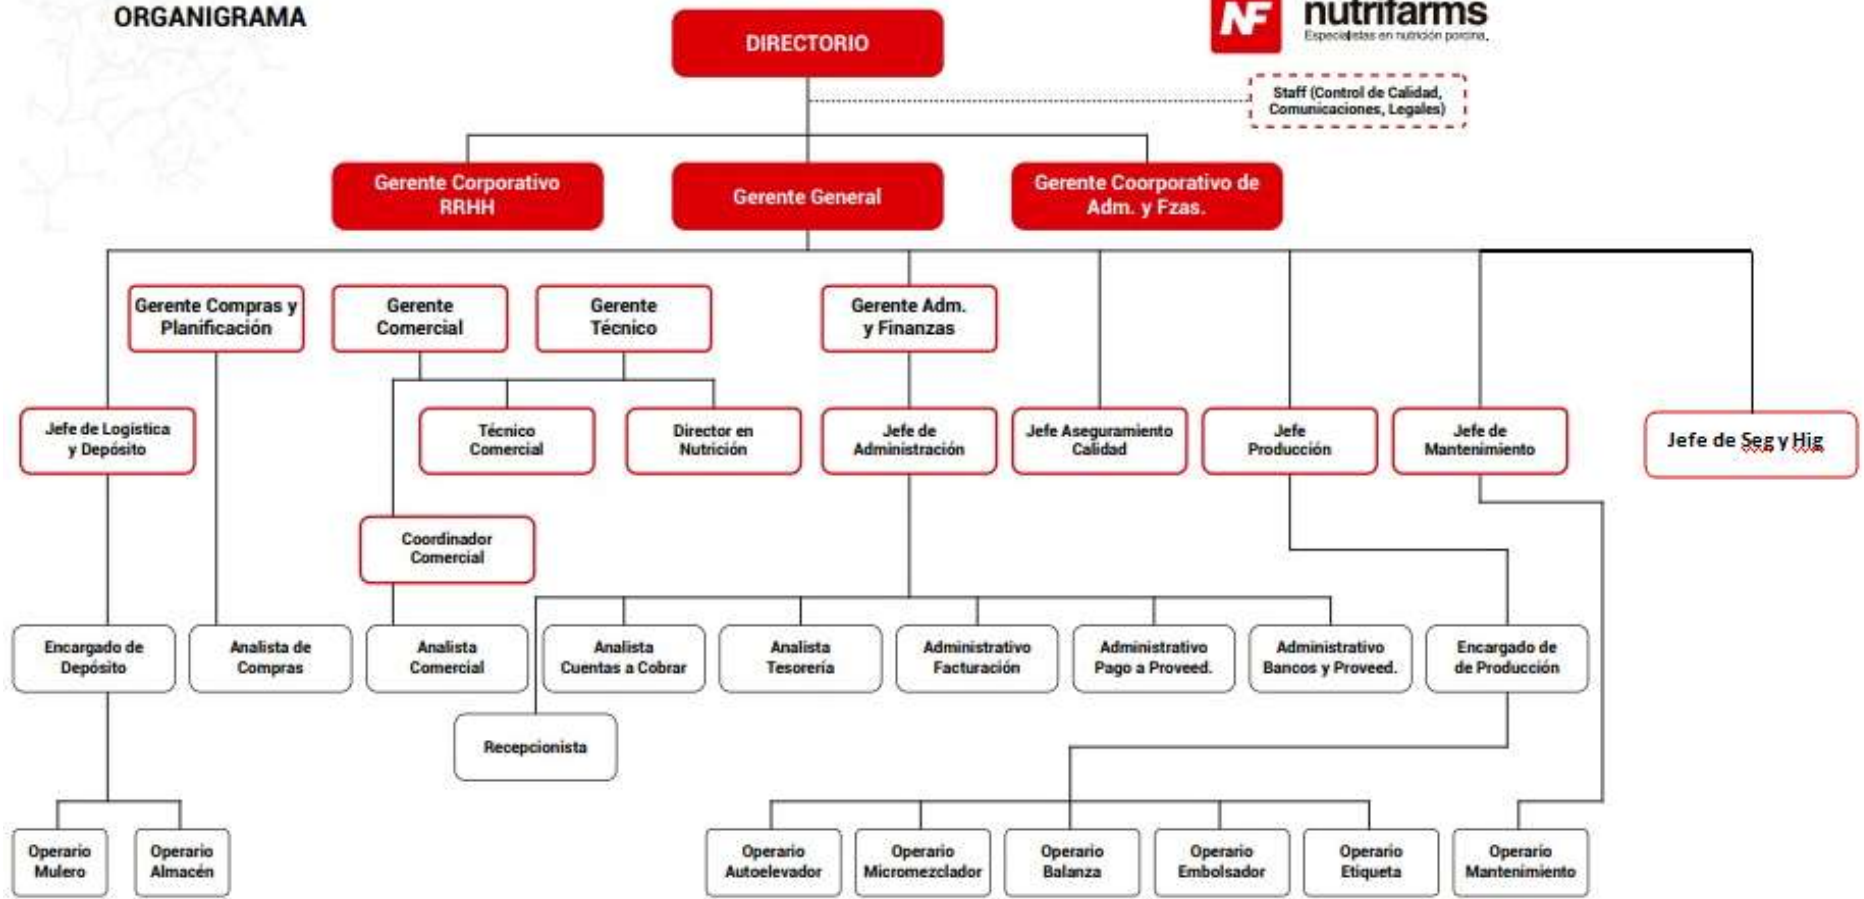 ORGANIGRAMA
DIRECTORIO
NF
nutrifarms
Especialistas en nutrición porcina.
Staff (Control de Calidad,
Comunicaciones, Legales)
Gerente Corporativo
RRHH
Gerente General
Gerente Coorporativo de
Adm. y Fzas.
Gerente Compras y
Planificación
Gerente
Comercial
Gerente
Técnico
Gerente Adm.
y Finanzas
Jefe de Logística
y Depósito
Técnico
Comercial
Director en
Nutrición
Jefe de
Administración
Jefe Aseguramiento
Calidad
Jefe
Producción
Jefe de
Mantenimiento
Jefe de Seg y Hig
Coordinador
Comercial
Encargado de
Depósito
Analista de
Compras
Analista
Comercial
Analista
Cuentas a Cobrar
Analista
Tesorería
Administrativo
Facturación
Administrativo
Pago a Proveed.
Administrativo
Bancos y Proveed.
Encargado de
de Producción
Recepcionista
Operario
Mulero
Operario
Almacén
Operario
Autoelevador
Operario
Micromezclador
Operario
Balanza
Operario
Embolsador
Operario
Etiqueta
Operario
Mantenimiento